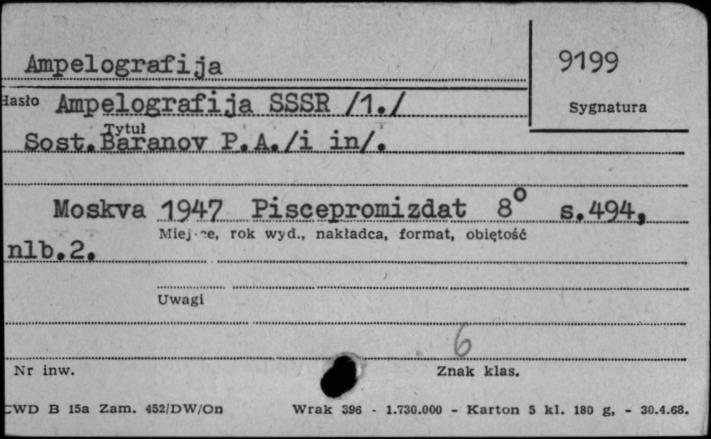 Ampelografija
9199
Hasło Ampelografija SSSR /1./
Sygnatura
Tytuł
Sost.Baranov P.A./i in/.
Moskva 1947 Piscepromizdat 8° s.494,
Miejsce, rok wyd., nakładca, format, objętość
nlb.2.
Uwagi
6
Nr inw.
Znak klas.
CWD B 15a Zam. 452/DW/On Wrak 396 - 1.730.000 - Karton 5 kl. 180 g, - 30.4.68.